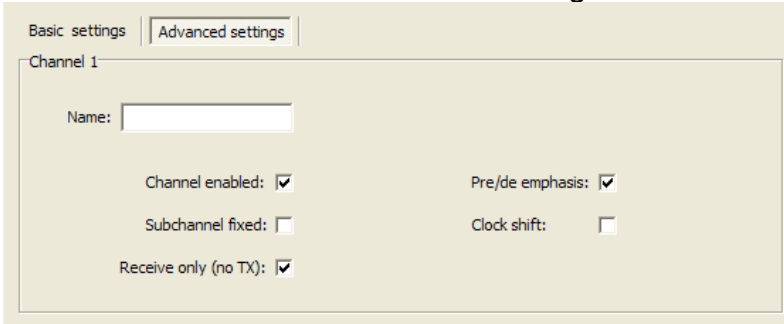 Basic settings Advanced settings
Channel 1
Name:
Channel enabled: Pre/de emphasis:
Subchannel fixed: Clock shift:
Receive only (no TX):